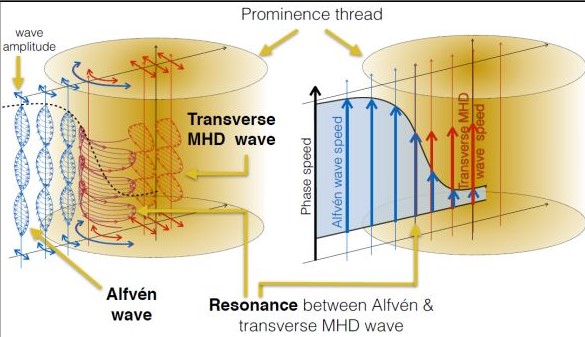 Prominence thread
wave
amplitude
Transverse
MHD wave
Alfvén
wave
Phase speed
Alfvén wave speed
Transverse MHD
wave speed
Resonance between Alfvén &
transverse MHD wave